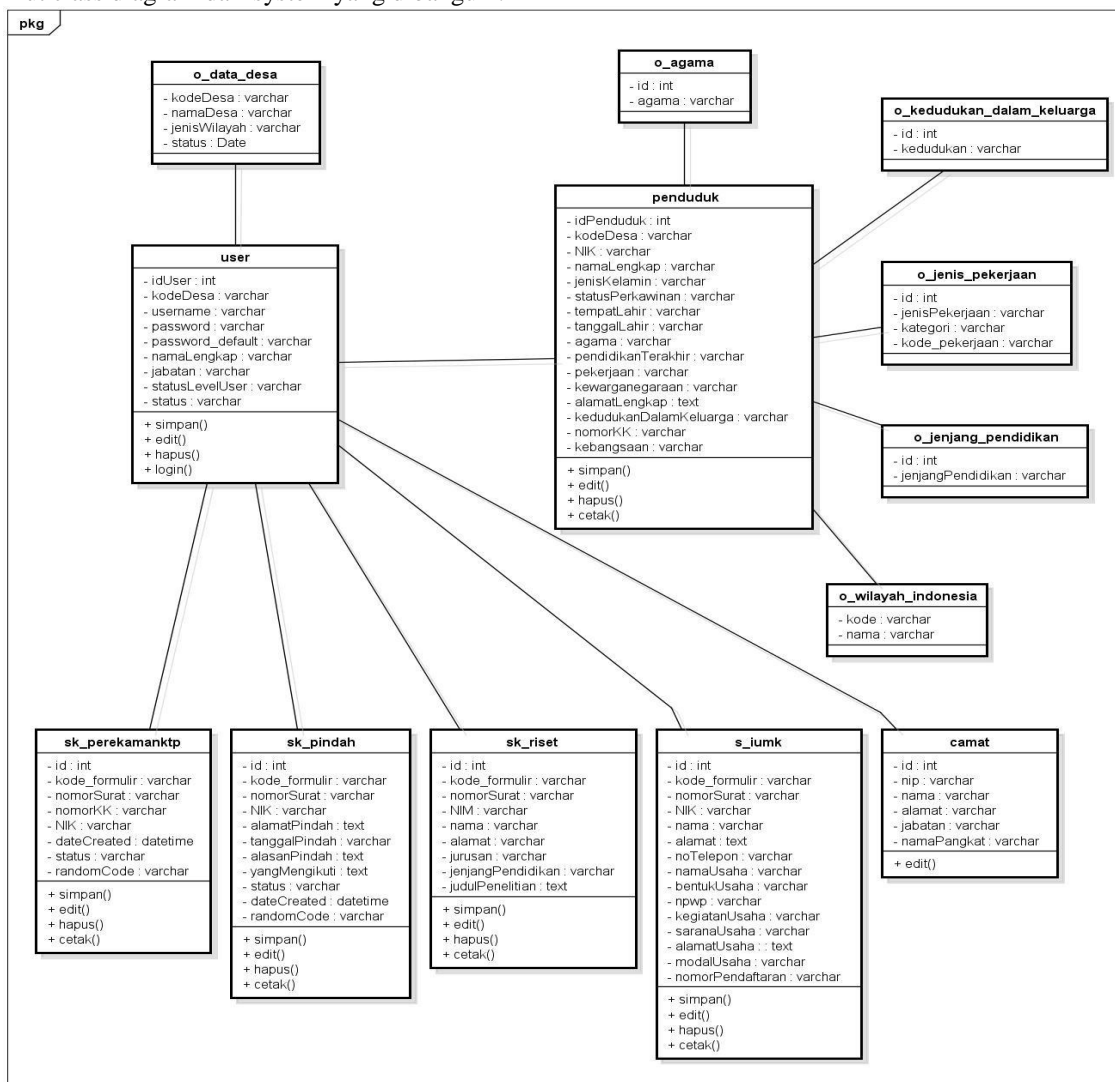 pkg
o_data_desa
- kodeDesa : varchar
- namaDesa : varchar
- jenisWilayah : varchar
- status : Date
o_agama
- id : int
- agama : varchar
o_kedudukan_dalam_keluarga
- id : int
- kedudukan : varchar
penduduk
- idPenduduk : int
- kodeDesa : varchar
- NIK : varchar
- namaLengkap : varchar
- jenisKelamin : varchar
- statusPerkawinan : varchar
- tempatLahir : varchar
- tanggalLahir : varchar
- agama : varchar
- pendidikanTerakhir : varchar
- pekerjaan : varchar
- kewarganegaraan : varchar
- alamatLengkap : text
- kedudukanDalamKeluarga : varchar
- nomorKK : varchar
- kebangsaan : varchar
+ simpan()
+ edit()
+ hapus()
+ cetak()
user
- idUser : int
- kodeDesa : varchar
- username : varchar
- password : varchar
- password_default : varchar
- namaLengkap : varchar
- jabatan : varchar
- statusLevelUser : varchar
- status : varchar
+ simpan()
+ edit()
+ hapus()
+ login()
o_jenis_pekerjaan
- id : int
- jenisPekerjaan : varchar
- kategori : varchar
- kode_pekerjaan : varchar
o_jenjang_pendidikan
- id : int
- jenjangPendidikan : varchar
o_wilayah_indonesia
- kode : varchar
- nama : varchar
sk_perekamanktp
- id : int
- kode_formulir : varchar
- nomorSurat : varchar
- nomorKK : varchar
- NIK : varchar
- dateCreated : datetime
- status : varchar
- randomCode : varchar
+ simpan()
+ edit()
+ hapus()
+ cetak()
sk_pindah
- id : int
- kode_formulir : varchar
- nomorSurat : varchar
- NIK : varchar
- alamatPindah : text
- tanggalPindah : varchar
- alasanPindah : text
- yangMengikuti : text
- status : varchar
- dateCreated : datetime
- randomCode : varchar
+ simpan()
+ edit()
+ hapus()
+ cetak()
sk_riset
- id : int
- kode_formulir : varchar
- nomorSurat : varchar
- NIM : varchar
- nama : varchar
- alamat : varchar
- jurusan : varchar
- jenjangPendidikan : varchar
- judulPenelitian : text
+ simpan()
+ edit()
+ hapus()
+ cetak()
s_iumk
- id : int
- kode_formulir : varchar
- nomorSurat : varchar
- NIK : varchar
- nama : varchar
- alamat : text
- noTelepon : varchar
- namaUsaha : varchar
- bentukUsaha : varchar
- npwp : varchar
- kegiatanUsaha : varchar
- saranaUsaha : varchar
- alamatUsaha : : text
- modalUsaha : varchar
- nomorPendaftaran : varchar
+ simpan()
+ edit()
+ hapus()
+ cetak()
camat
- id : int
- nip : varchar
- nama : varchar
- alamat : varchar
- jabatan : varchar
- namaPangkat : varchar
+ edit()